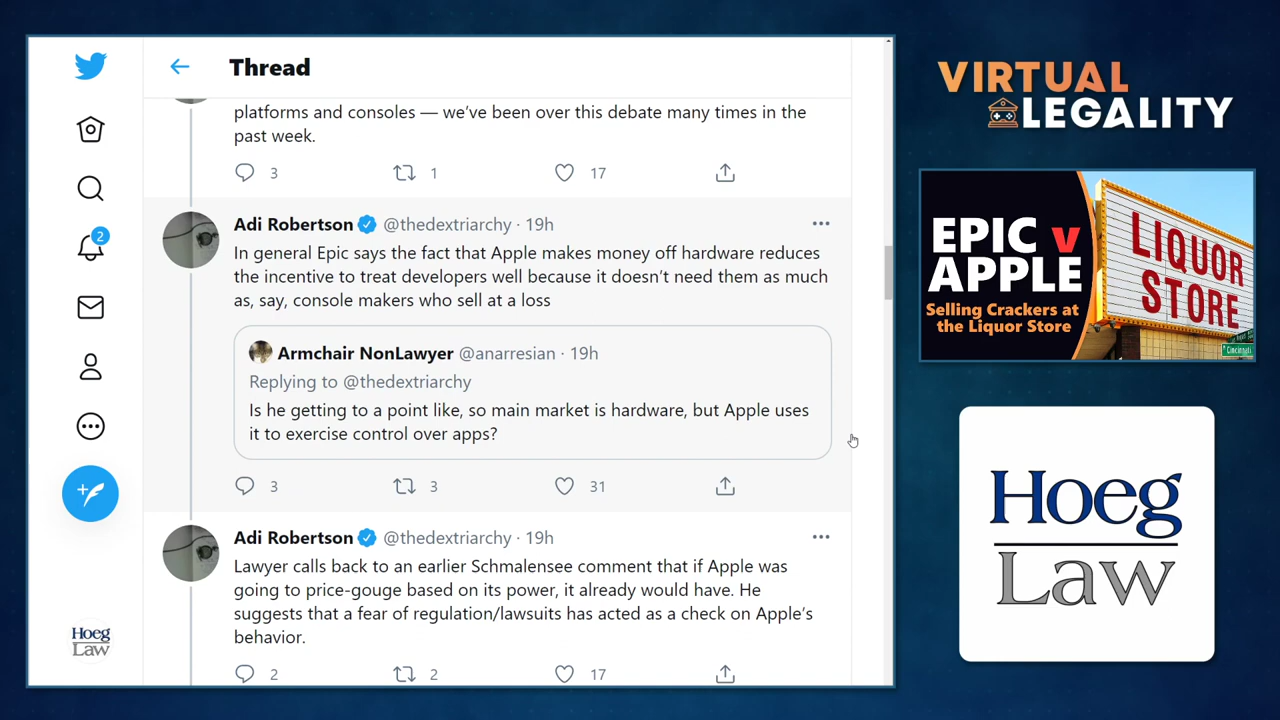 Thread
platforms and consoles — we've been over this debate many times in the
past week.
3 1 17
Adi Robertson @thedextriarchy · 19h
In general Epic says the fact that Apple makes money off hardware reduces
the incentive to treat developers well because it doesn't need them as much
as, say, console makers who sell at a loss
Armchair NonLawyer @anarresian · 19h
Replying to @thedextriarchy
Is he getting to a point like, so main market is hardware, but Apple uses
it to exercise control over apps?
3 3 31
Adi Robertson @thedextriarchy · 19h
Lawyer calls back to an earlier Schmalensee comment that if Apple was
going to price-gouge based on its power, it already would have. He
suggests that a fear of regulation/lawsuits has acted as a check on Apple's
behavior.
2 2 17
2
Hoeg
Law
VIRTUAL
LEGALITY
EPIC v
APPLE
Selling Crackers at
the Liquor Store
LIQUOR
STORE
Cincinnati
Hoeg
Law